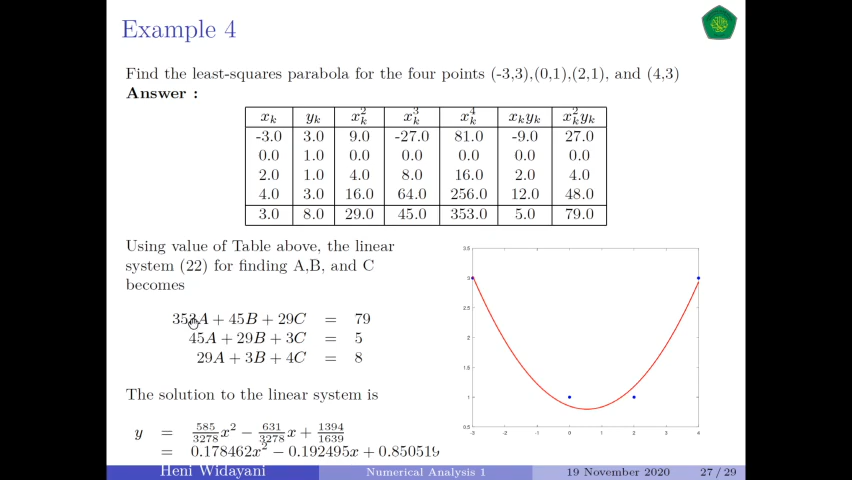 Example 4
Find the least-squares parabola for the four points (-3,3),(0,1),(2,1), and (4,3)
Answer :
x_k y_k x_k^2 x_k^3 x_k^4 x_k y_k x_k^2 y_k
-3.0 3.0 9.0 -27.0 81.0 -9.0 27.0
0.0 1.0 0.0 0.0 0.0 0.0 0.0
2.0 1.0 4.0 8.0 16.0 2.0 4.0
4.0 3.0 16.0 64.0 256.0 12.0 48.0
3.0 8.0 29.0 45.0 353.0 5.0 79.0
Using value of Table above, the linear
system (22) for finding A,B, and C
becomes
353A + 45B + 29C = 79
45A + 29B + 3C = 5
29A + 3B + 4C = 8
The solution to the linear system is
y = 585/3278 x^2 − 631/3278 x + 1394/1639
= 0.178462x^2 − 0.192495x + 0.850519
3.5
3
2.5
2
1.5
1
0.5
-3 -2 -1 0 1 2 3 4
Heni Widayani Numerical Analysis 1 19 November 2020 27 / 29